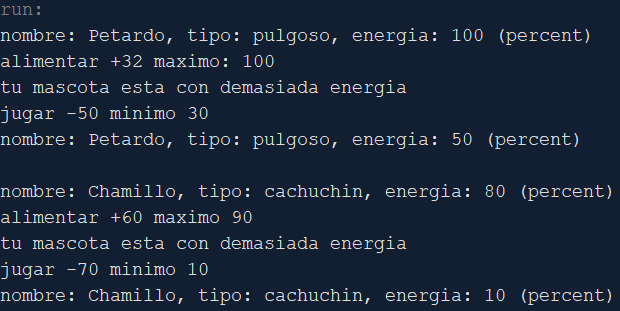 run:
nombre: Petardo, tipo: pulgoso, energia: 100 (percent)
alimentar +32 maximo: 100
tu mascota esta con demasiada energia
jugar -50 minimo 30
nombre: Petardo, tipo: pulgoso, energia: 50 (percent)
nombre: Chamillo, tipo: cachuchin, energia: 80 (percent)
alimentar +60 maximo 90
tu mascota esta con demasiada energia
jugar -70 minimo 10
nombre: Chamillo, tipo: cachuchin, energia: 10 (percent)